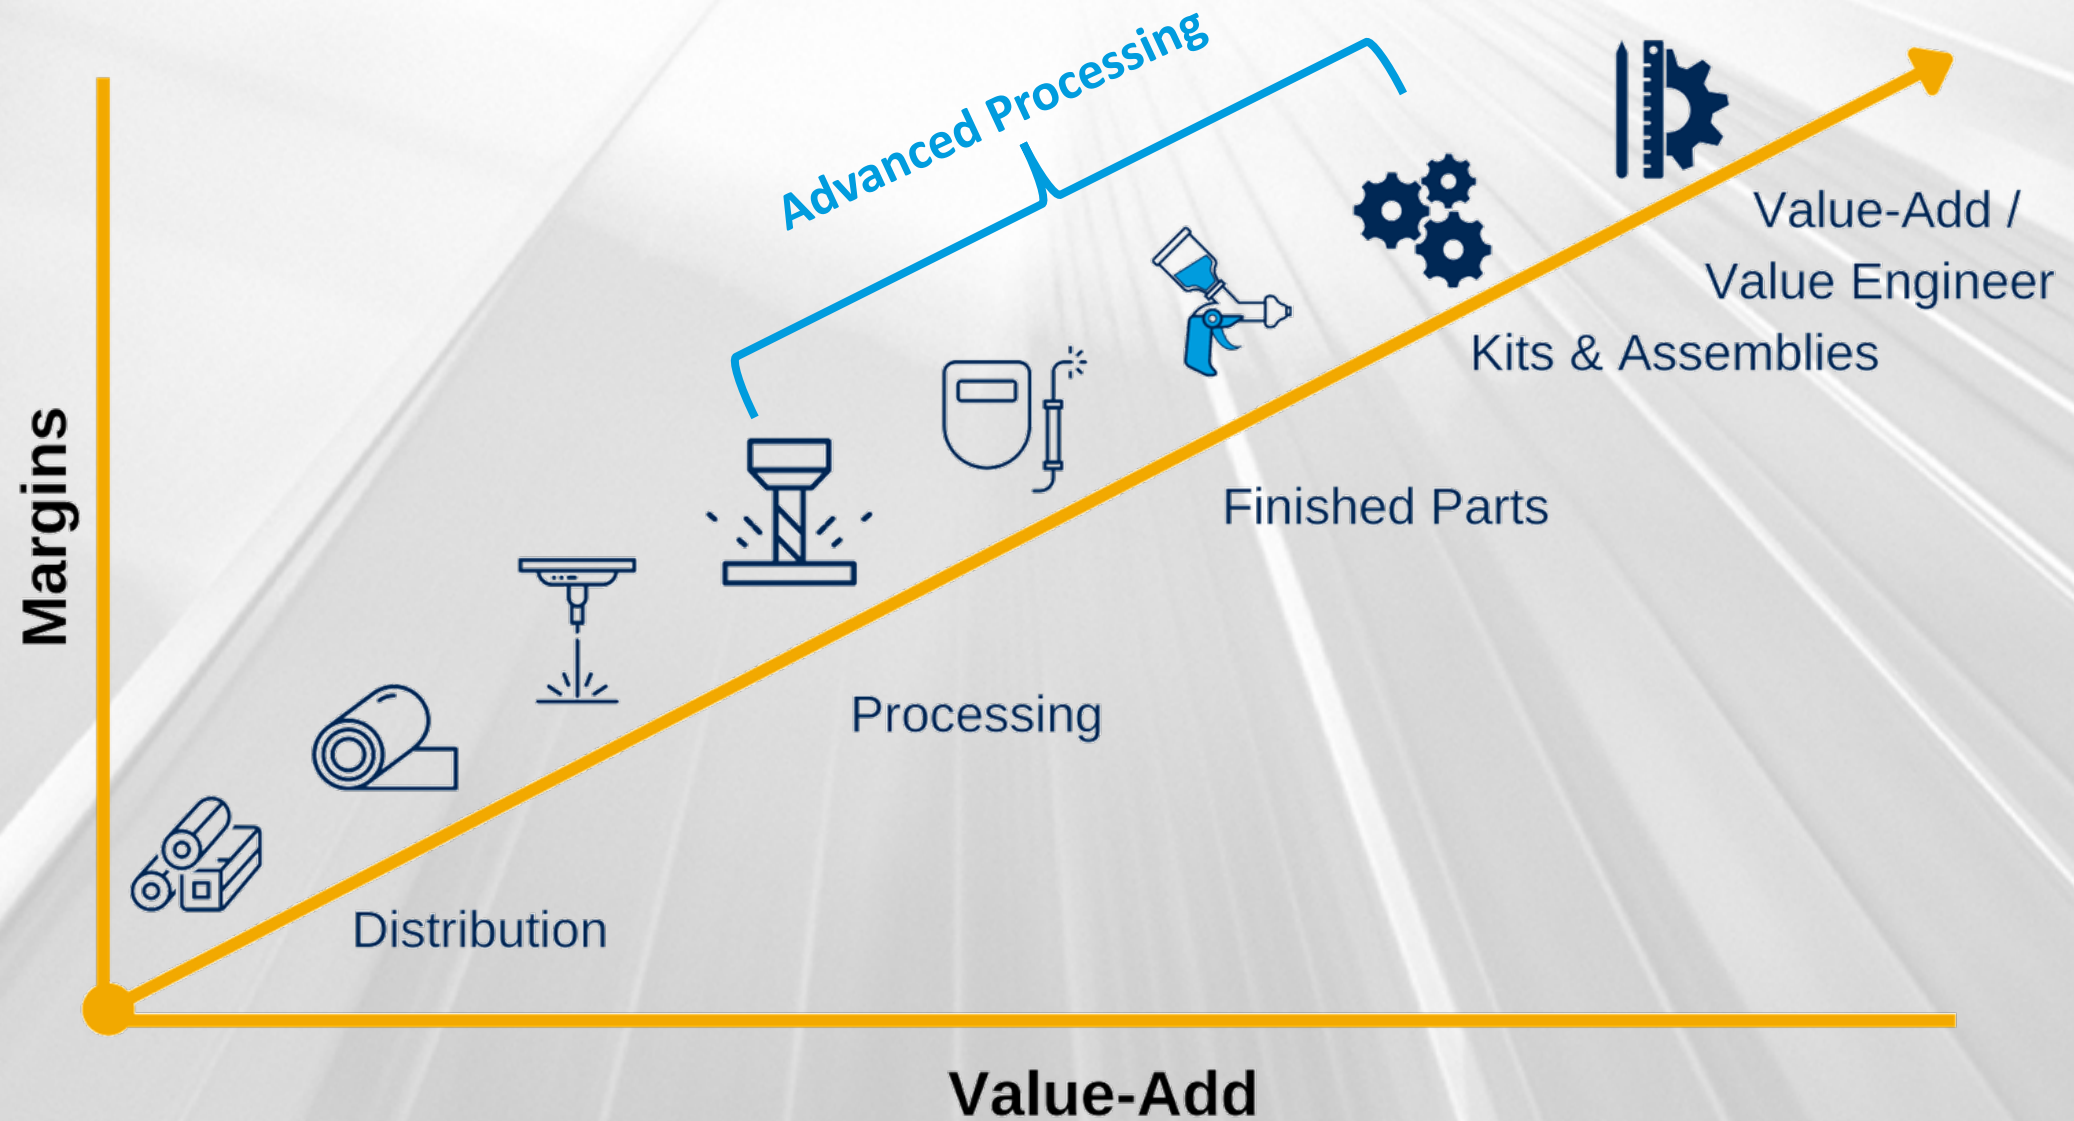 Advanced Processing
Value-Add /
Value Engineer
Kits & Assemblies
Finished Parts
Processing
Distribution
Margins
Value-Add